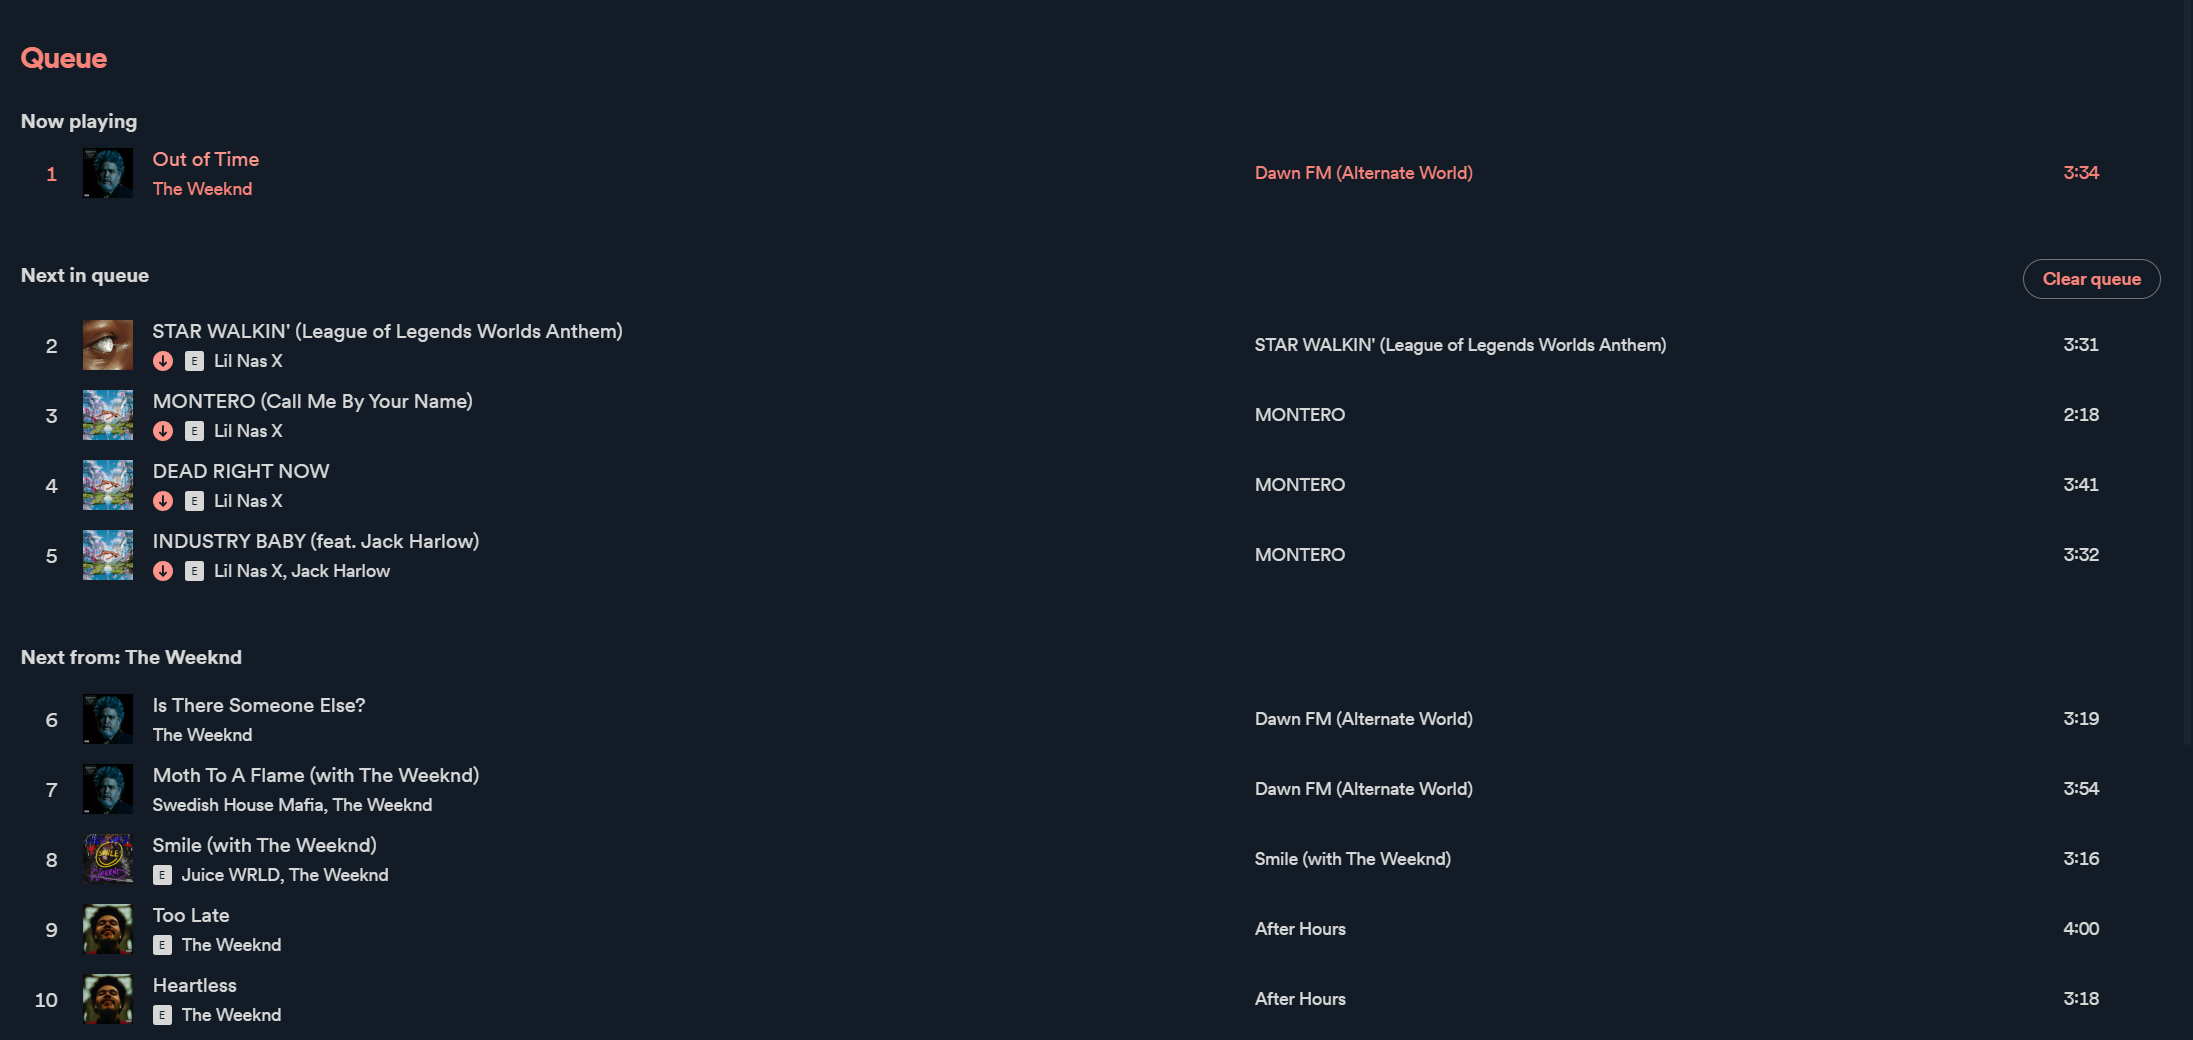 Queue
Now playing
1
Out of Time
The Weeknd
Dawn FM (Alternate World)
3:34
Next in queue
Clear queue
2
STAR WALKIN' (League of Legends Worlds Anthem)
E Lil Nas X
STAR WALKIN' (League of Legends Worlds Anthem)
3:31
3
MONTERO (Call Me By Your Name)
E Lil Nas X
MONTERO
2:18
4
DEAD RIGHT NOW
E Lil Nas X
MONTERO
3:41
5
INDUSTRY BABY (feat. Jack Harlow)
E Lil Nas X, Jack Harlow
MONTERO
3:32
Next from: The Weeknd
6
Is There Someone Else?
The Weeknd
Dawn FM (Alternate World)
3:19
7
Moth To A Flame (with The Weeknd)
Swedish House Mafia, The Weeknd
Dawn FM (Alternate World)
3:54
8
Smile (with The Weeknd)
E Juice WRLD, The Weeknd
Smile (with The Weeknd)
3:16
9
Too Late
E The Weeknd
After Hours
4:00
10
Heartless
E The Weeknd
After Hours
3:18